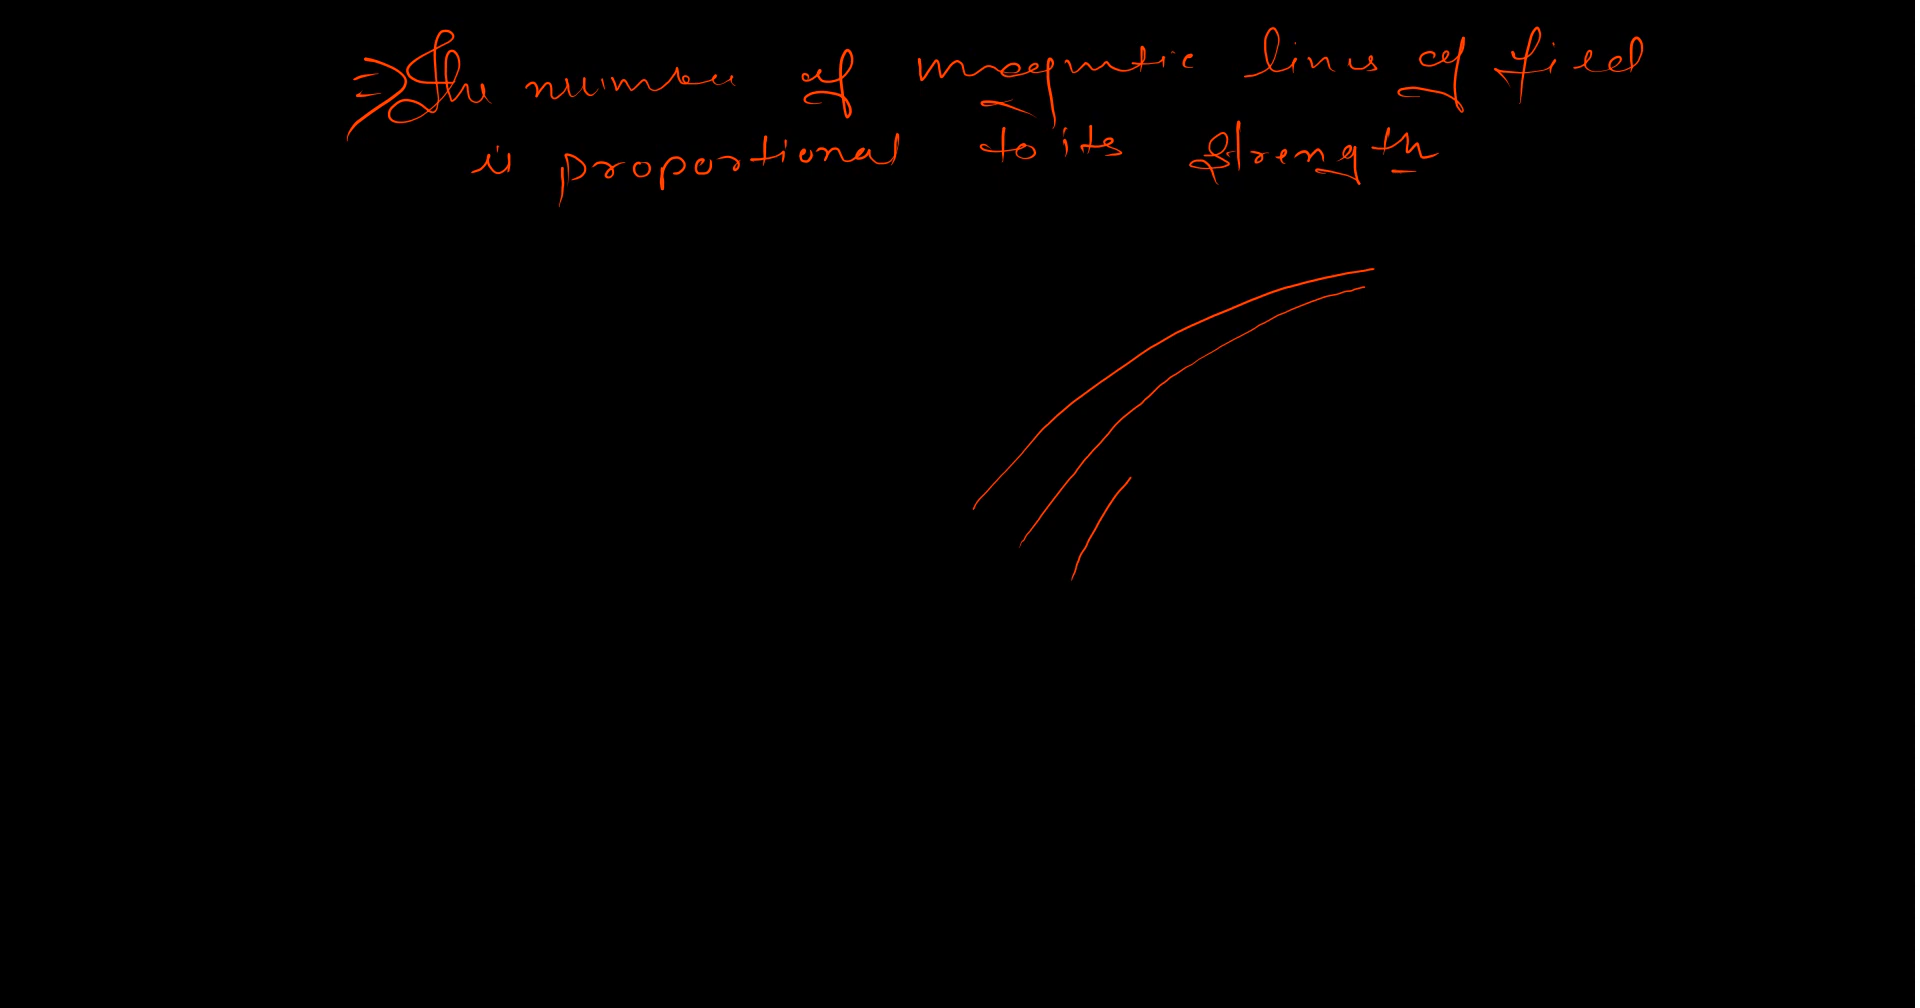 ⇒ The number of magnetic lines of field
is proportional to its strength